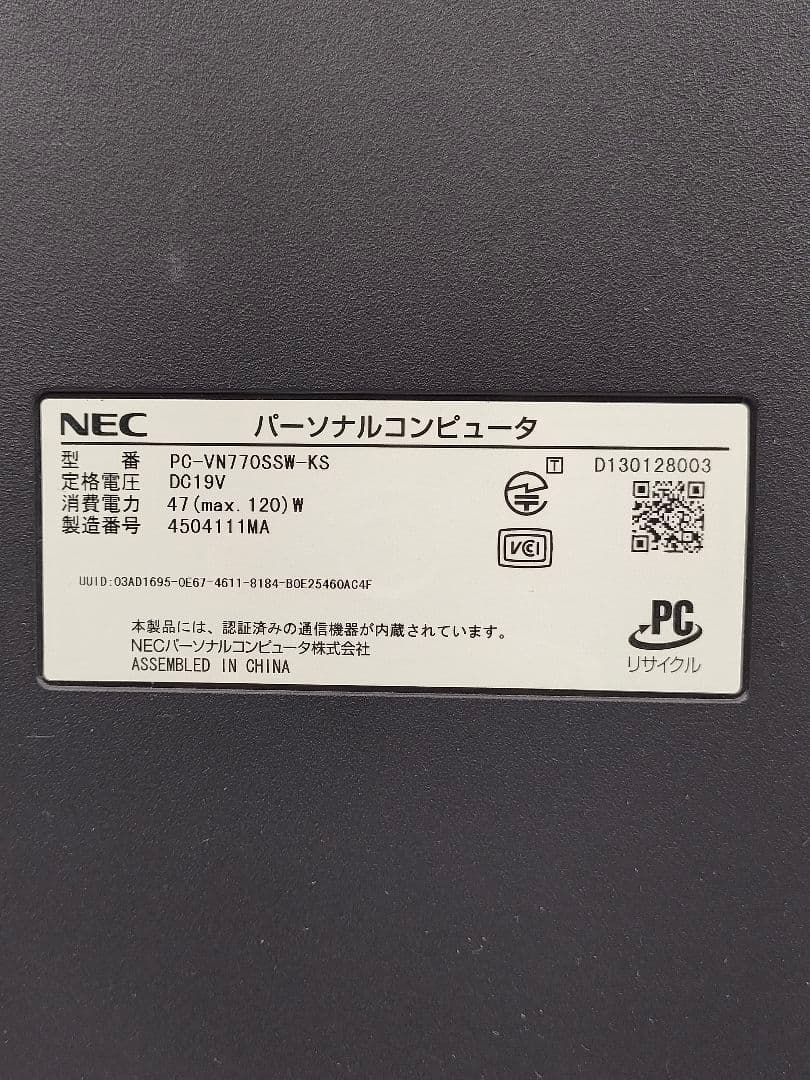 NEC パーソナルコンピュータ
型 番 PC-VN770SSW-KS
定格電圧 DC19V
消費電力 47(max.120)W
製造番号 4504111MA
T D130128003
VCCI
UUID:03AD1695-0E67-4611-8184-B0E25460AC4F
本製品には、認証済みの通信機器が内蔵されています。
NECパーソナルコンピュータ株式会社
ASSEMBLED IN CHINA
PC
リサイクル